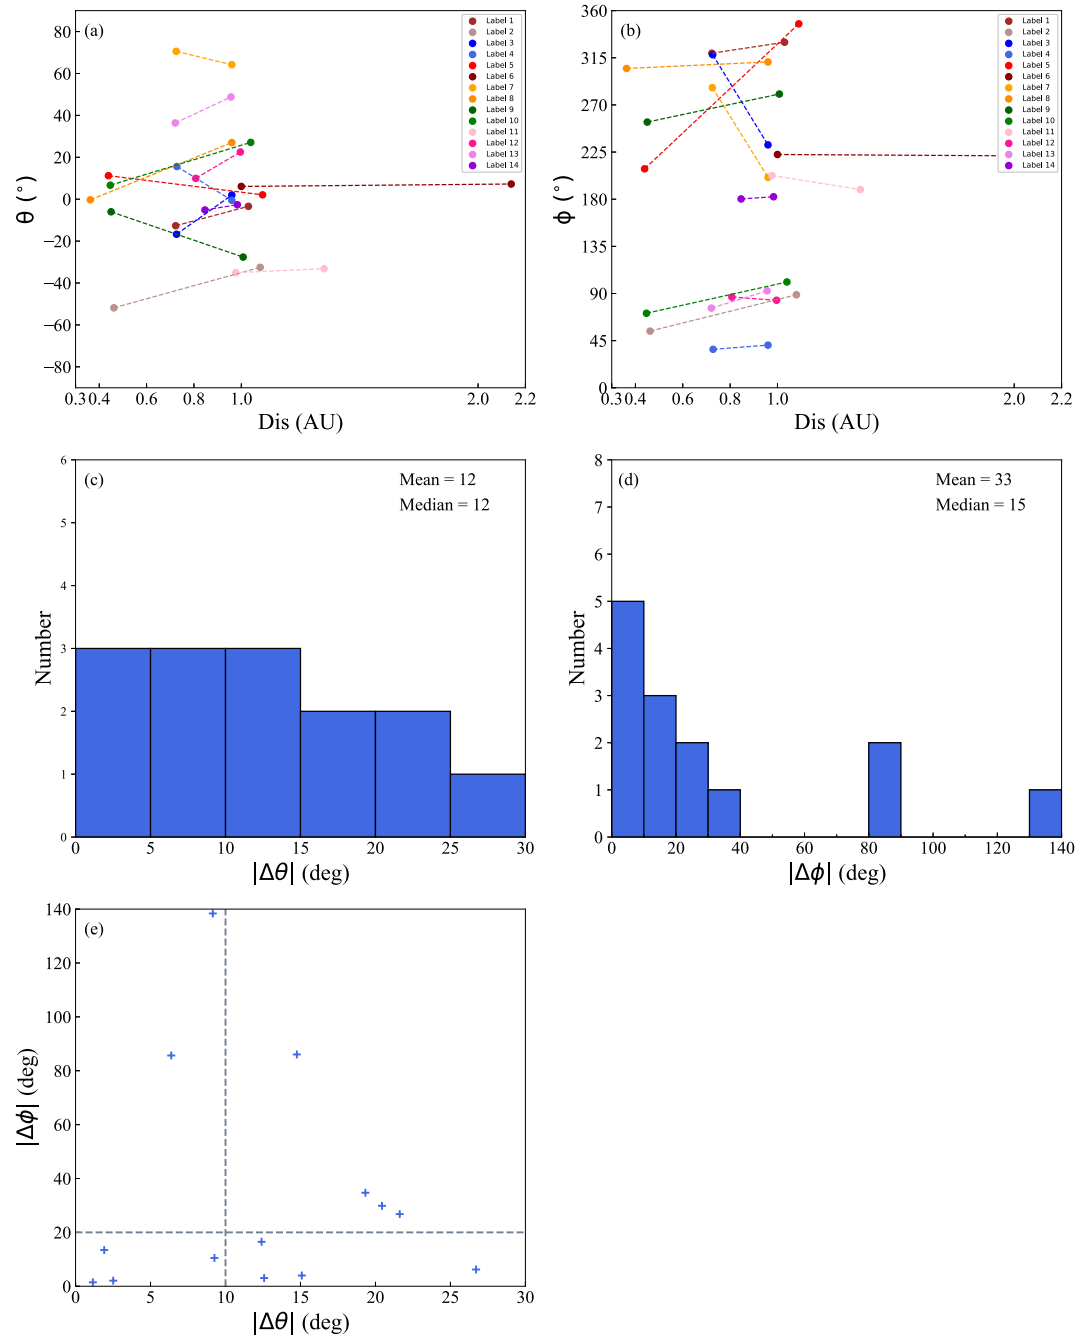 (a)
80
60
40
20
0
−20
−40
−60
−80
θ (°)
0.3 0.4 0.6 0.8 1.0 2.0 2.2
Dis (AU)
Label 1
Label 2
Label 3
Label 4
Label 5
Label 6
Label 7
Label 8
Label 9
Label 10
Label 11
Label 12
Label 13
Label 14
(b)
360
315
270
225
180
135
90
45
0
ϕ (°)
0.3 0.4 0.6 0.8 1.0 2.0 2.2
Dis (AU)
Label 1
Label 2
Label 3
Label 4
Label 5
Label 6
Label 7
Label 8
Label 9
Label 10
Label 11
Label 12
Label 13
Label 14
(c)
Mean = 12
Median = 12
6
5
4
3
2
1
0
Number
0 5 10 15 20 25 30
|Δθ| (deg)
(d)
Mean = 33
Median = 15
8
7
6
5
4
3
2
1
0
Number
0 20 40 60 80 100 120 140
|Δϕ| (deg)
(e)
140
120
100
80
60
40
20
0
|Δϕ| (deg)
0 5 10 15 20 25 30
|Δθ| (deg)